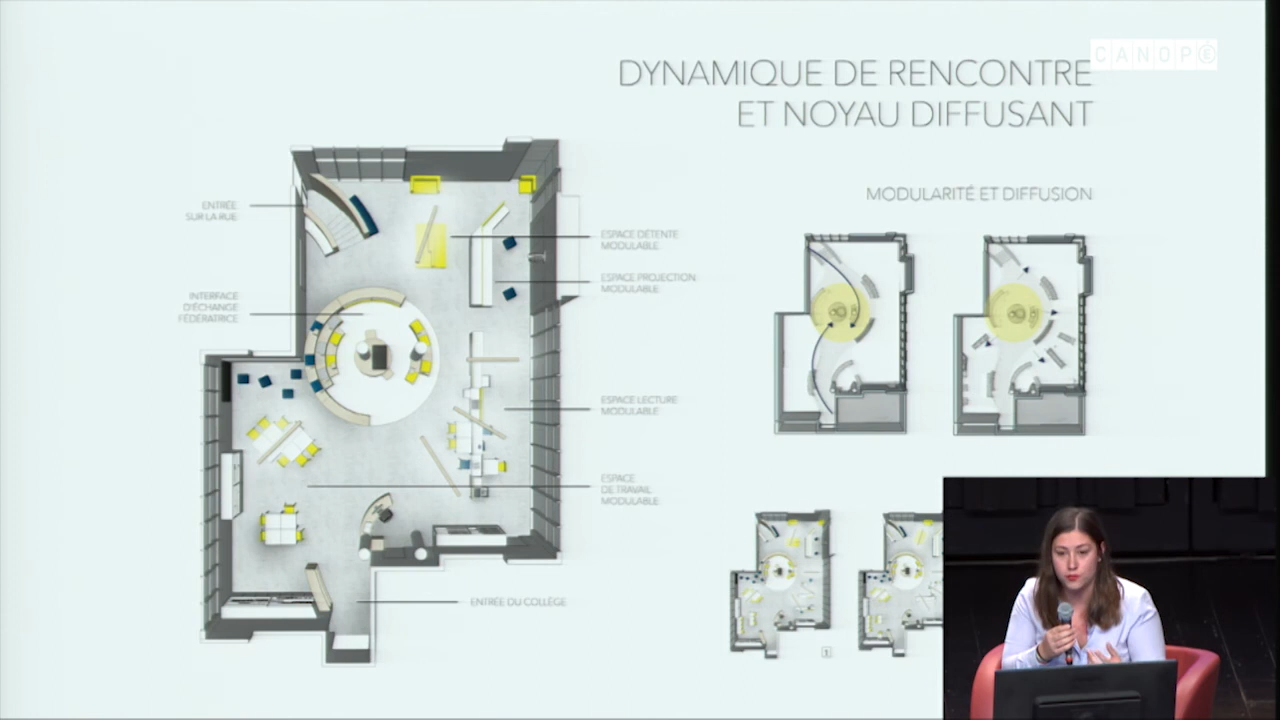 CANOPÉ
DYNAMIQUE DE RENCONTRE
ET NOYAU DIFFUSANT
MODULARITÉ ET DIFFUSION
ENTRÉE
SUR LA RUE
INTERFACE
D'ÉCHANGE
FÉDÉRATRICE
ESPACE DÉTENTE
MODULABLE
ESPACE PROJECTION
MODULABLE
ESPACE LECTURE
MODULABLE
ESPACE
DE TRAVAIL
MODULABLE
ENTRÉE DU COLLÈGE
1